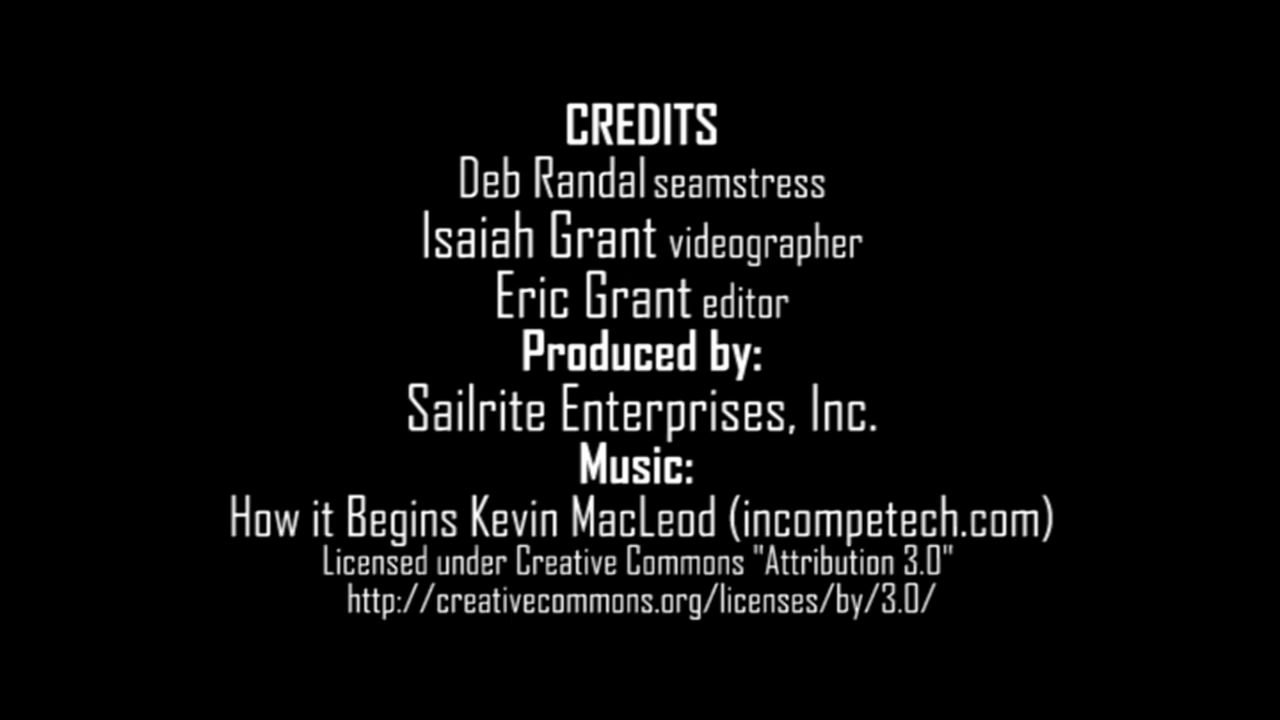 CREDITS
Deb Randal seamstress
Isaiah Grant videographer
Eric Grant editor
Produced by:
Sailrite Enterprises, Inc.
Music:
How it Begins Kevin MacLeod (incompetech.com)
Licensed under Creative Commons "Attribution 3.0"
http://creativecommons.org/licenses/by/3.0/